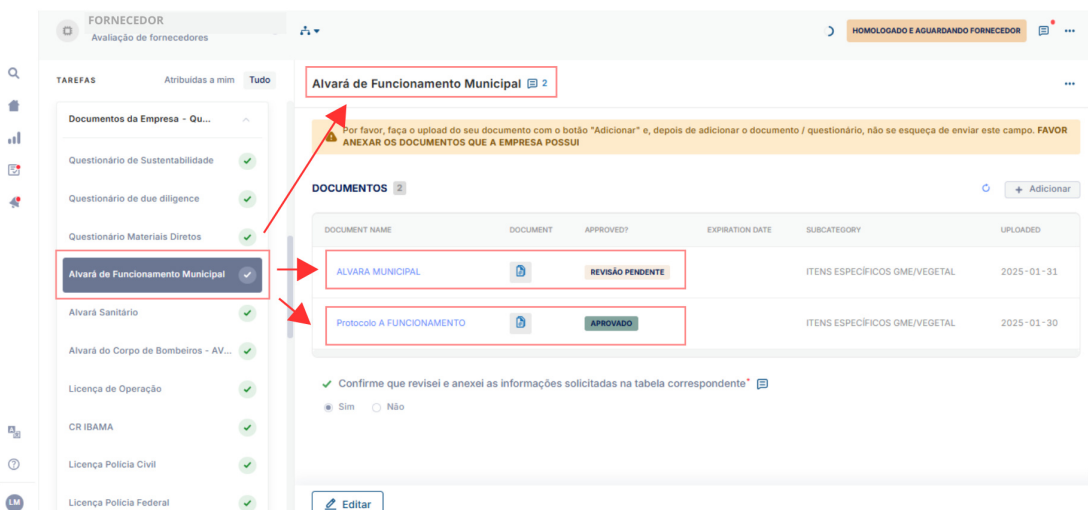 FORNECEDOR
Avaliação de fornecedores
HOMOLOGADO E AGUARDANDO FORNECEDOR
TAREFAS
Atribuidas a mim
Tudo
Documentos da Empresa - Qu...
Questionário de Sustentabilidade
Questionário de due diligence
Questionário Materiais Diretos
Alvará de Funcionamento Municipal
Alvará Sanitário
Alvará do Corpo de Bombeiros - AV...
Licença de Operação
CR IBAMA
Licença Polícia Civil
Licença Polícia Federal
LM
Alvará de Funcionamento Municipal 2
Por favor, faça o upload do seu documento com o botão "Adicionar" e, depois de adicionar o documento / questionário, não se esqueça de enviar este campo. FAVOR
ANEXAR OS DOCUMENTOS QUE A EMPRESA POSSUI
DOCUMENTOS 2
+ Adicionar
DOCUMENT NAME DOCUMENT APPROVED? EXPIRATION DATE SUBCATEGORY UPLOADED
ALVARA MUNICIPAL REVISÃO PENDENTE ITENS ESPECÍFICOS GME/VEGETAL 2025-01-31
Protocolo A FUNCIONAMENTO APROVADO ITENS ESPECÍFICOS GME/VEGETAL 2025-01-30
Confirme que revisei e anexei as informações solicitadas na tabela correspondente*
Sim Não
Editar